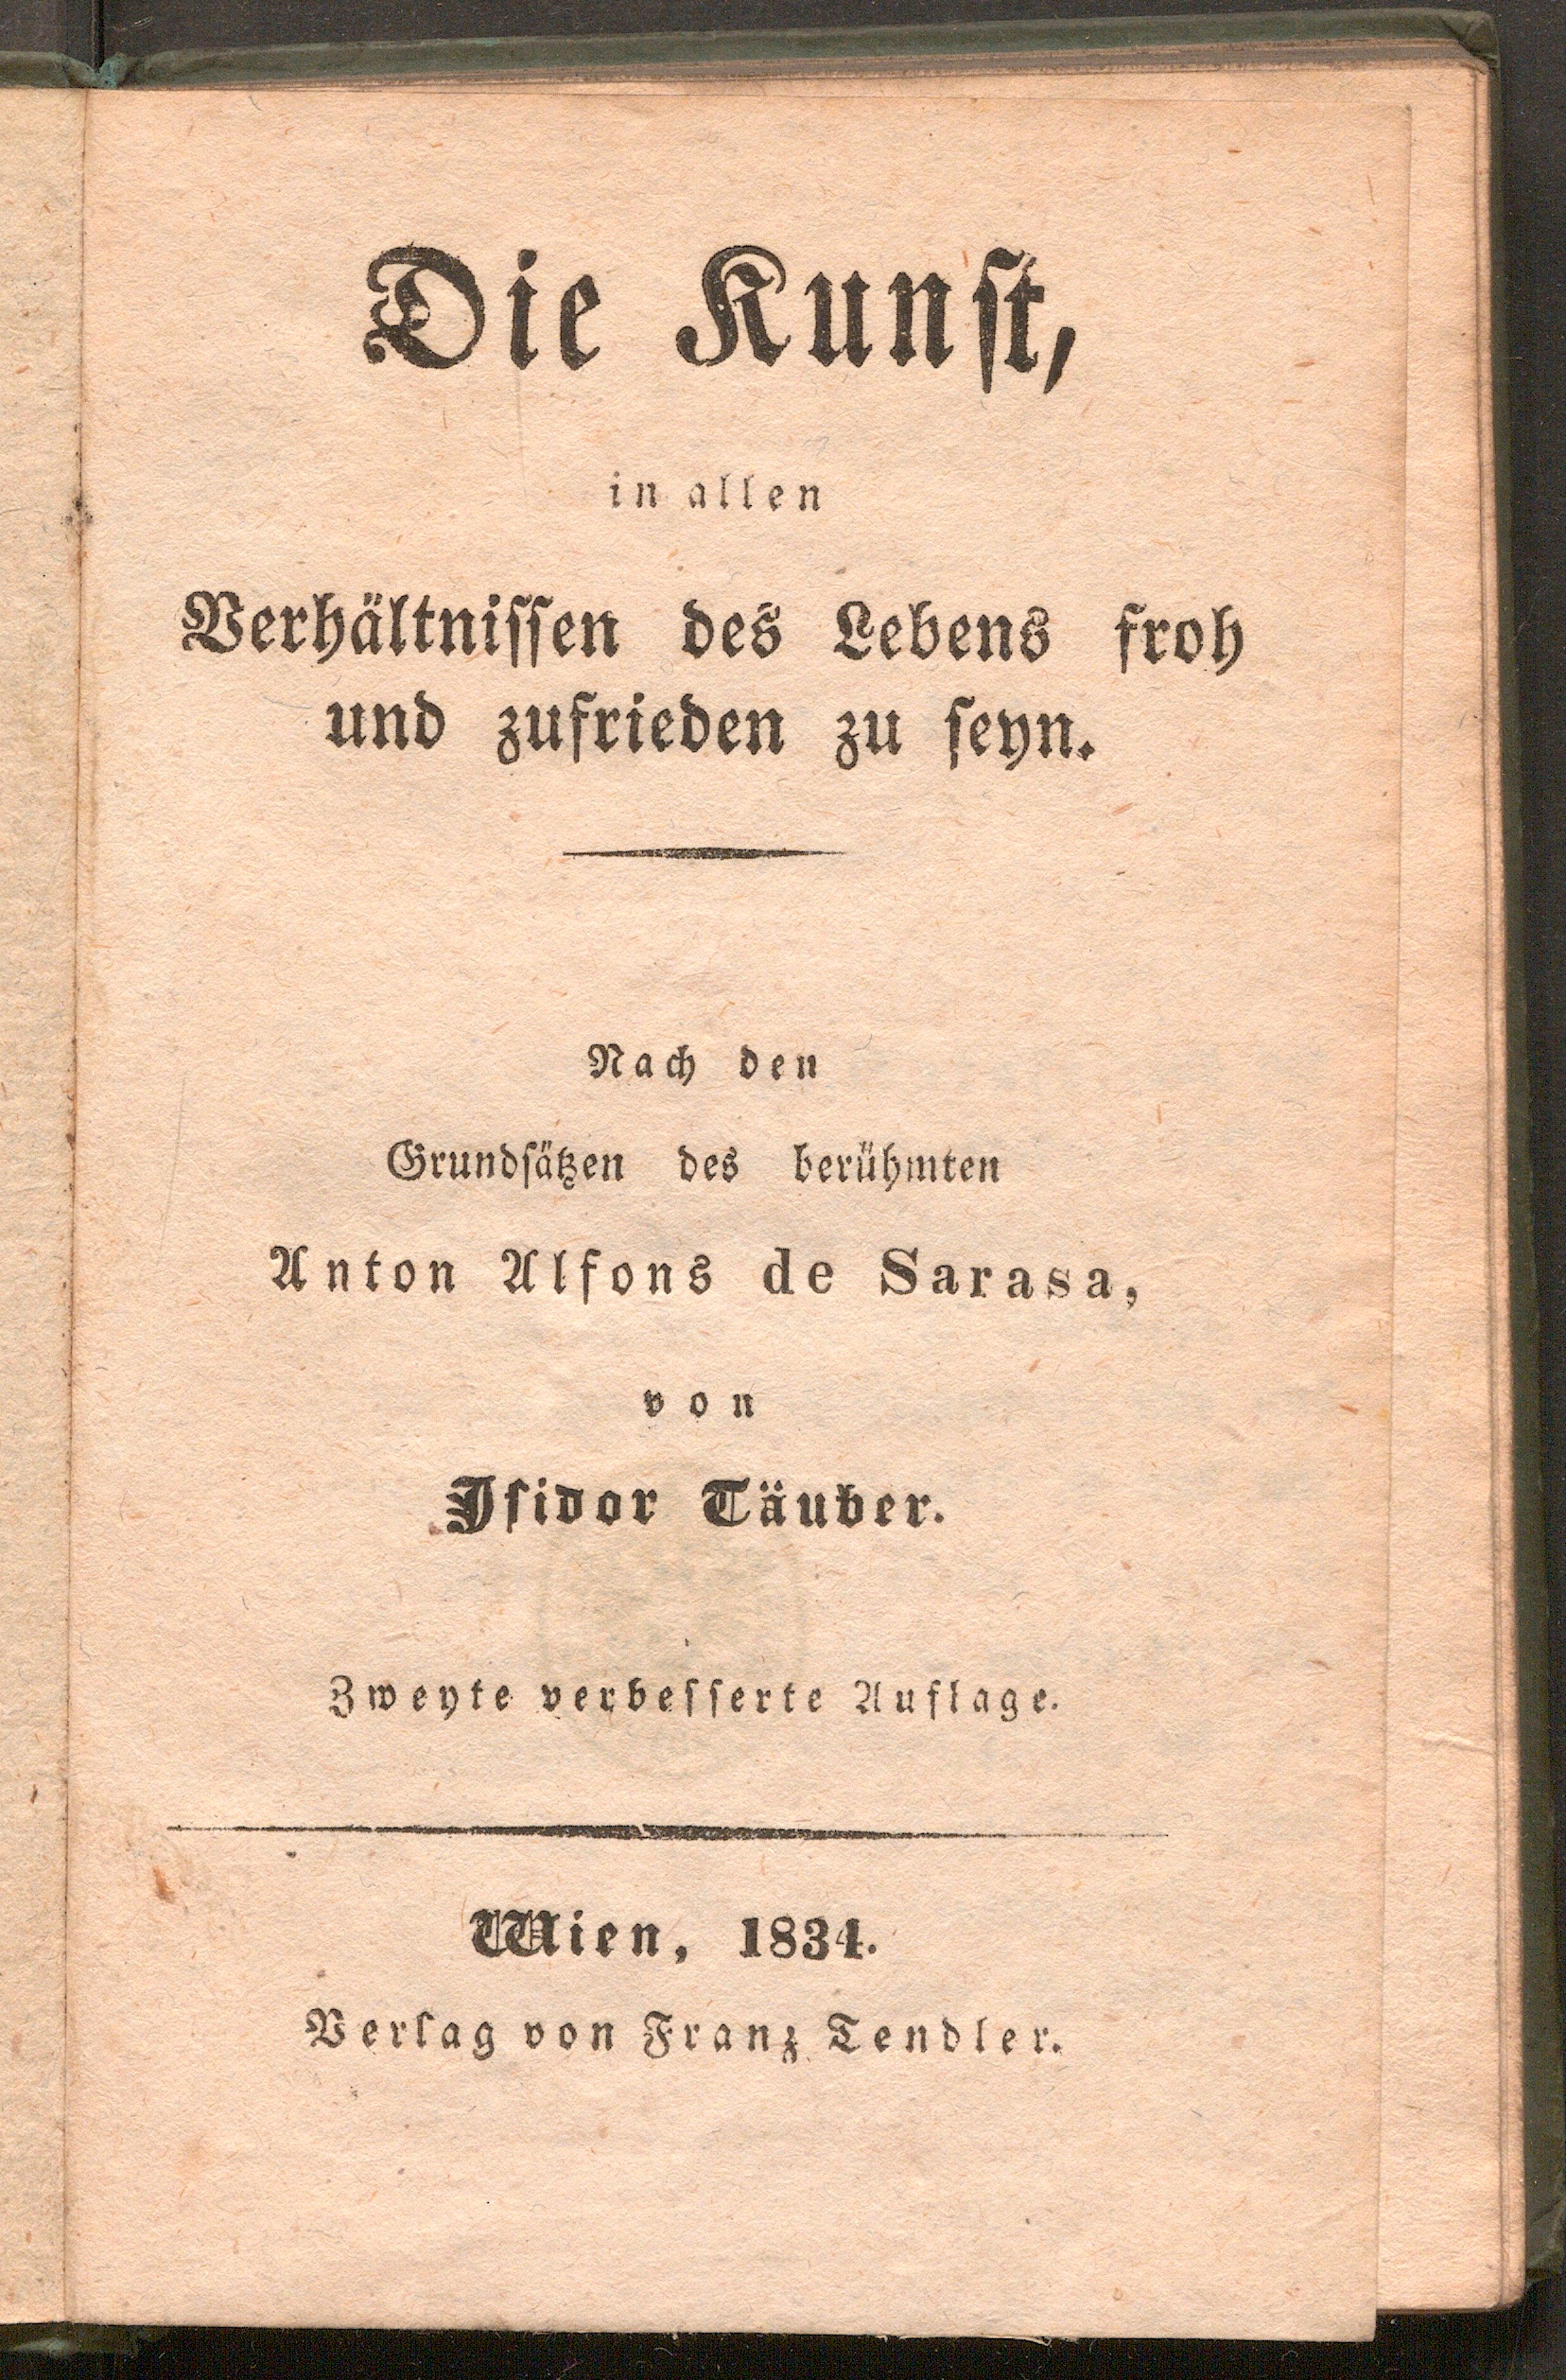 Die Kunſt,
in allen
Verhältniſſen des Lebens froh
und zufrieden zu ſeyn.
Nach den
Grundſätzen des berühmten
Anton Alfons de Sarasa,
von
Iſidor Täuber.
Zweyte verbeſſerte Auflage.
Wien, 1834.
Verlag von Franz Tendler.